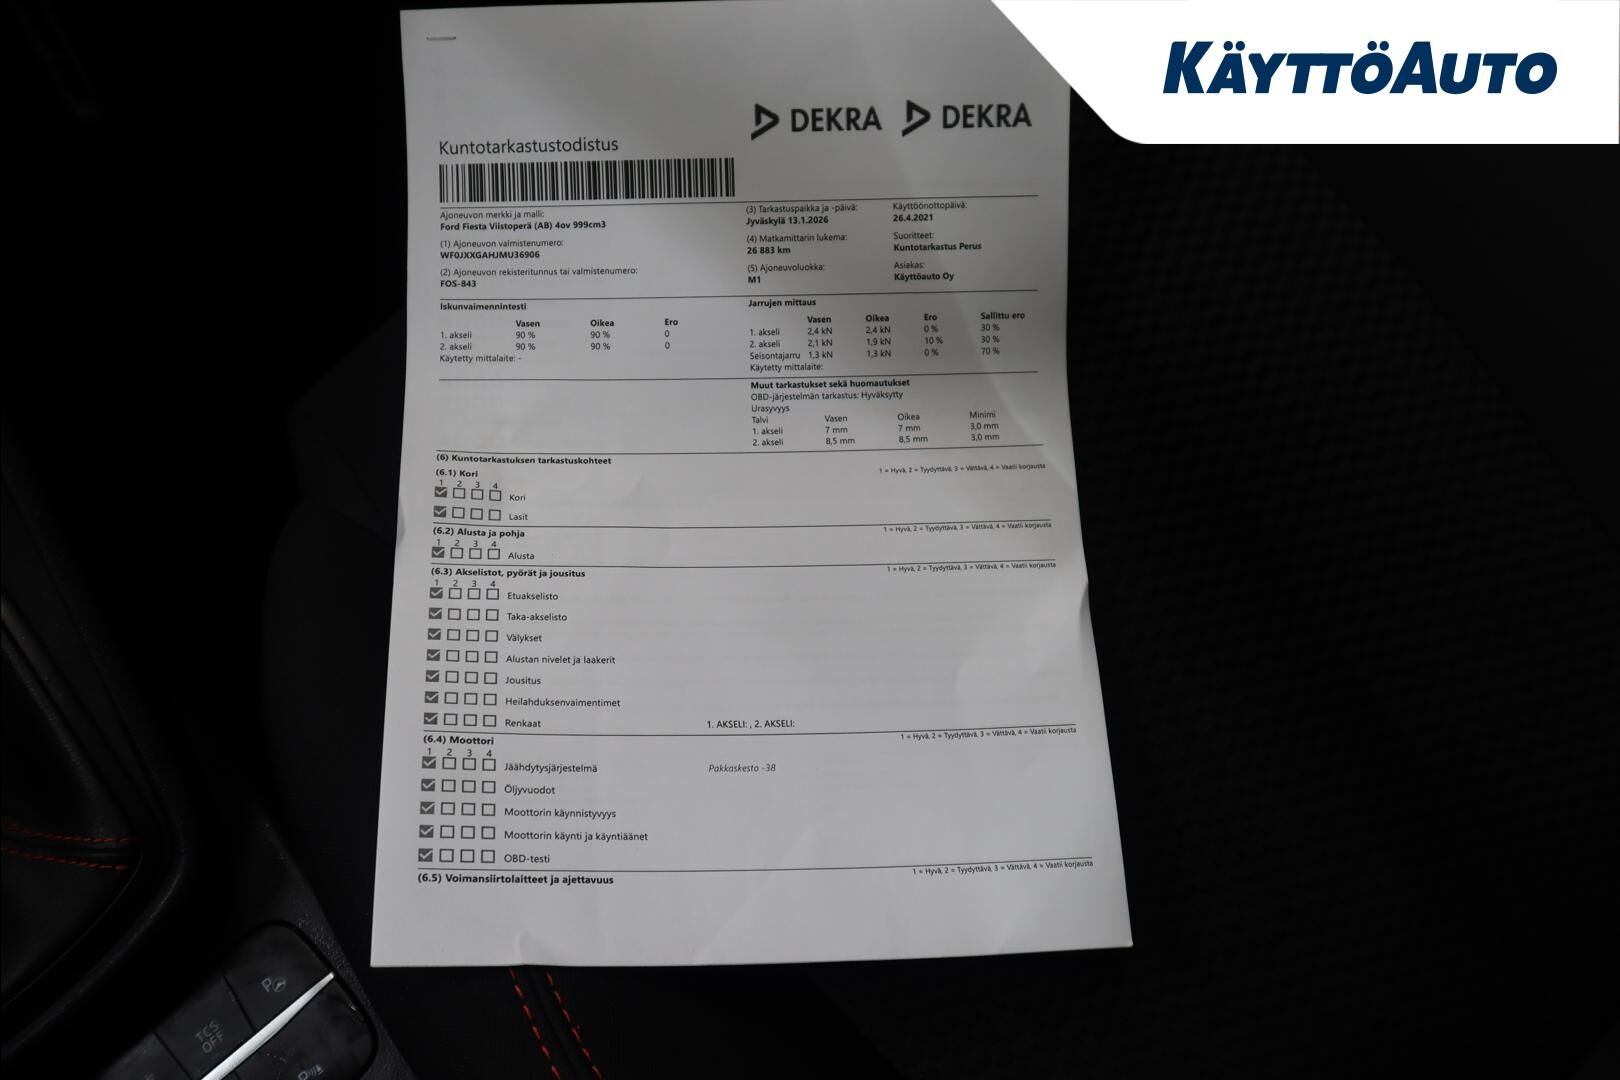 KÄYTTÖAUTO
DEKRA DEKRA
Kuntotarkastustodistus
Ajoneuvon merkki ja malli:
Ford Fiesta Viistoperä (AB) 4ov 999cm3
(1) Ajoneuvon valmistenumero:
WF0JXXGAHJMU36906
(2) Ajoneuvon rekisteritunnus tai valmistenumero:
FOS-843
(3) Tarkastuspaikka ja -päivä:
Jyväskylä 13.1.2026
(4) Matkamittarin lukema:
26 883 km
(5) Ajoneuvoluokka:
M1
Käyttöönottopäivä:
26.4.2021
Suoritteet:
Kuntotarkastus Perus
Asiakas:
Käyttöauto Oy
Iskunvaimennintesti
Vasen Oikea Ero
1. akseli 90 % 90 % 0
2. akseli 90 % 90 % 0
Käytetty mittalaite: -
Jarrujen mittaus
Vasen Oikea Ero Sallittu ero
1. akseli 2,4 kN 2,4 kN 0 % 30 %
2. akseli 2,1 kN 1,9 kN 10 % 30 %
Seisontajarru 1,3 kN 1,3 kN 0 % 70 %
Käytetty mittalaite:
Muut tarkastukset sekä huomautukset
OBD-järjestelmän tarkastus: Hyväksytty
Urasyvyys
Talvi Vasen Oikea Minimi
1. akseli 7 mm 7 mm 3,0 mm
2. akseli 8,5 mm 8,5 mm 3,0 mm
(6) Kuntotarkastuksen tarkastuskohteet
(6.1) Kori 1 = Hyvä, 2 = Tyydyttävä, 3 = Välttävä, 4 = Vaatii korjausta
1 2 3 4
Kori
Lasit
(6.2) Alusta ja pohja 1 = Hyvä, 2 = Tyydyttävä, 3 = Välttävä, 4 = Vaatii korjausta
1 2 3 4
Alusta
(6.3) Akselistot, pyörät ja jousitus 1 = Hyvä, 2 = Tyydyttävä, 3 = Välttävä, 4 = Vaatii korjausta
1 2 3 4
Etuakselisto
Taka-akselisto
Välykset
Alustan nivelet ja laakerit
Jousitus
Heilahduksenvaimentimet
Renkaat 1. AKSELI: , 2. AKSELI:
(6.4) Moottori 1 = Hyvä, 2 = Tyydyttävä, 3 = Välttävä, 4 = Vaatii korjausta
1 2 3 4
Jäähdytysjärjestelmä Pakkaskesto -38
Öljyvuodot
Moottorin käynnistyvyys
Moottorin käynti ja käyntiäänet
OBD-testi
(6.5) Voimansiirtolaitteet ja ajettavuus 1 = Hyvä, 2 = Tyydyttävä, 3 = Välttävä, 4 = Vaatii korjausta
P
TCS
OFF
P